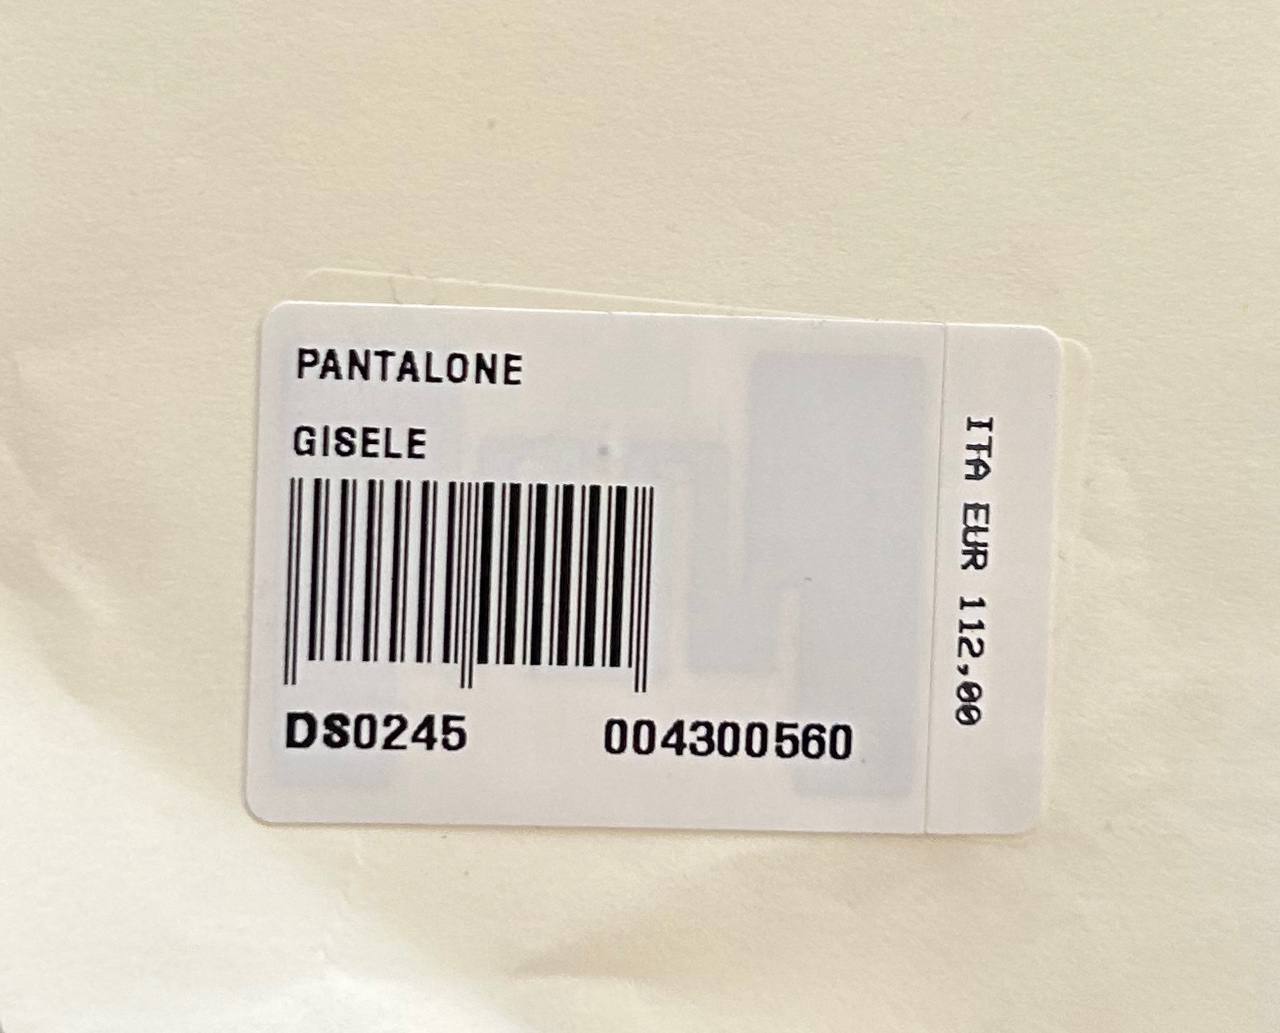 PANTALONE
GISELE
DS0245 004300560
ITA EUR 112,00